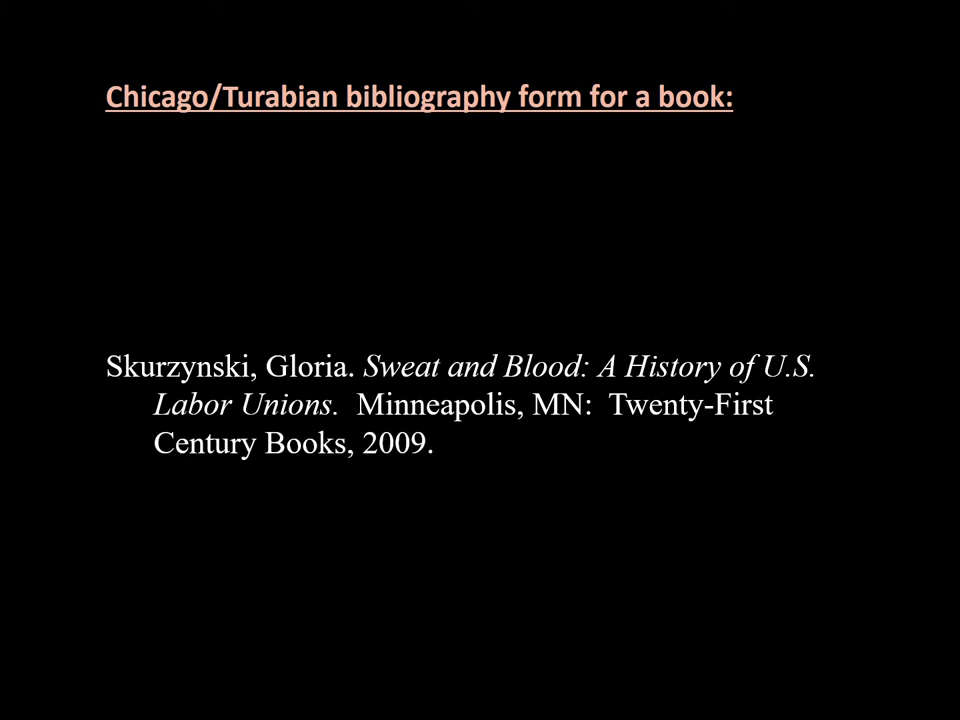 Chicago/Turabian bibliography form for a book:
Skurzynski, Gloria. Sweat and Blood: A History of U.S.
Labor Unions.  Minneapolis, MN:  Twenty-First
Century Books, 2009.